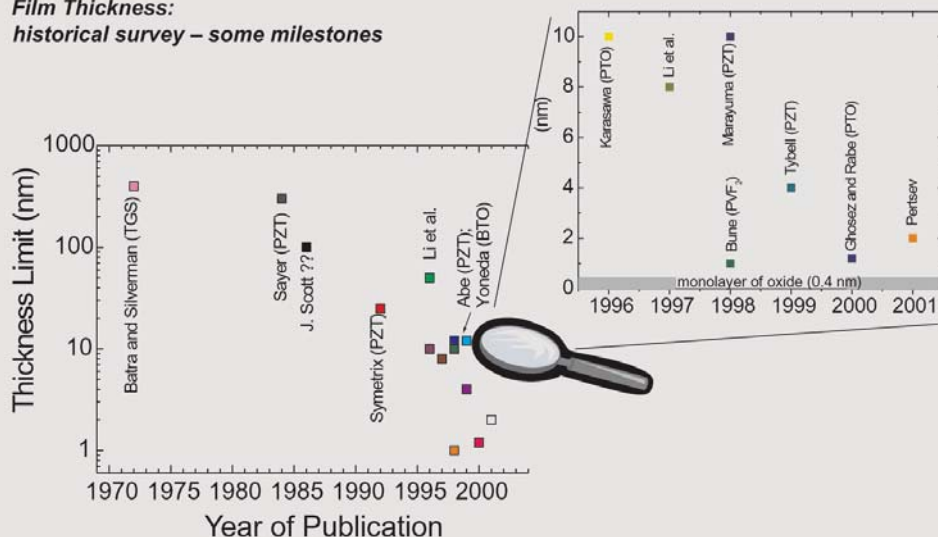 Film Thickness:
historical survey – some milestones
Thickness Limit (nm)
1000
100
10
1
Batra and Silverman (TGS)
Sayer (PZT)
J. Scott ??
Symetrix (PZT)
Li et al.
Abe (PZT);
Yoneda (BTO)
1970 1975 1980 1985 1990 1995 2000
Year of Publication
(nm)
10
8
6
4
2
0
Karasawa (PTO)
Li et al.
Marayuma (PZT)
Bune (PVF₂)
Tybell (PZT)
Ghosez and Rabe (PTO)
Pertsev
monolayer of oxide (0.4 nm)
1996 1997 1998 1999 2000 2001